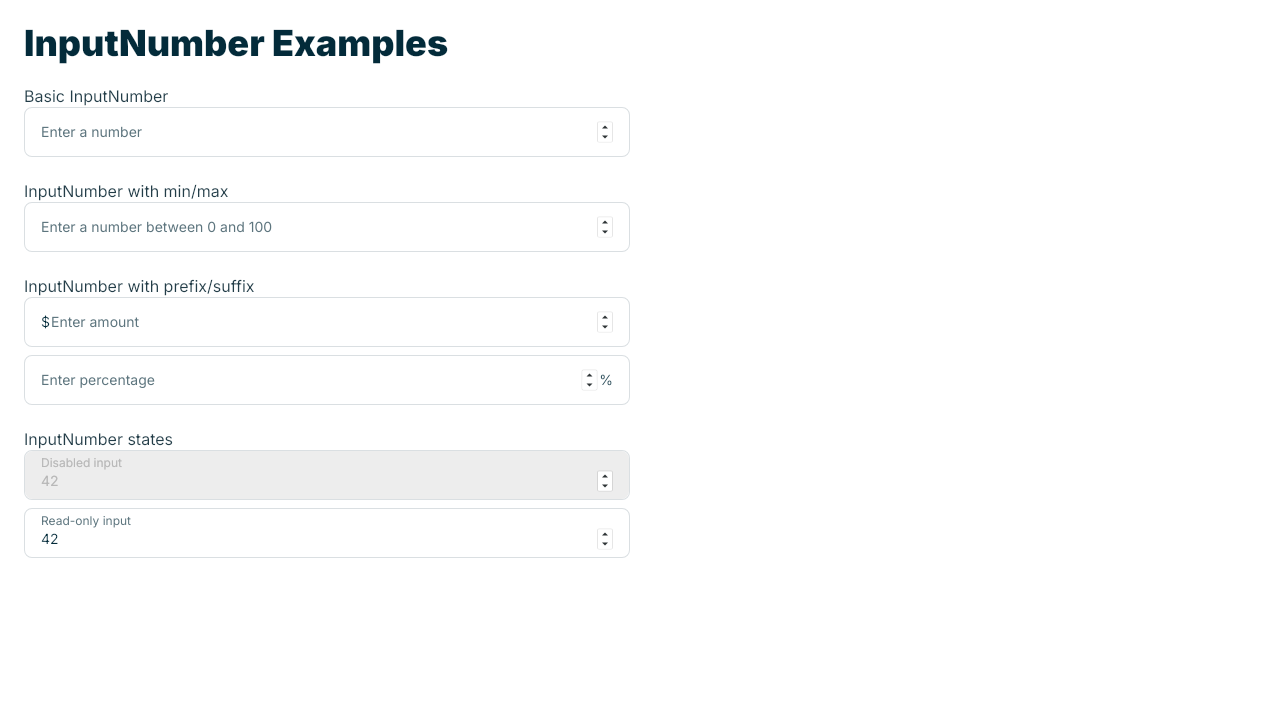 InputNumber Examples
Basic InputNumber
Enter a number
InputNumber with min/max
Enter a number between 0 and 100
InputNumber with prefix/suffix
$Enter amount
Enter percentage %
InputNumber states
Disabled input
42
Read-only input
42